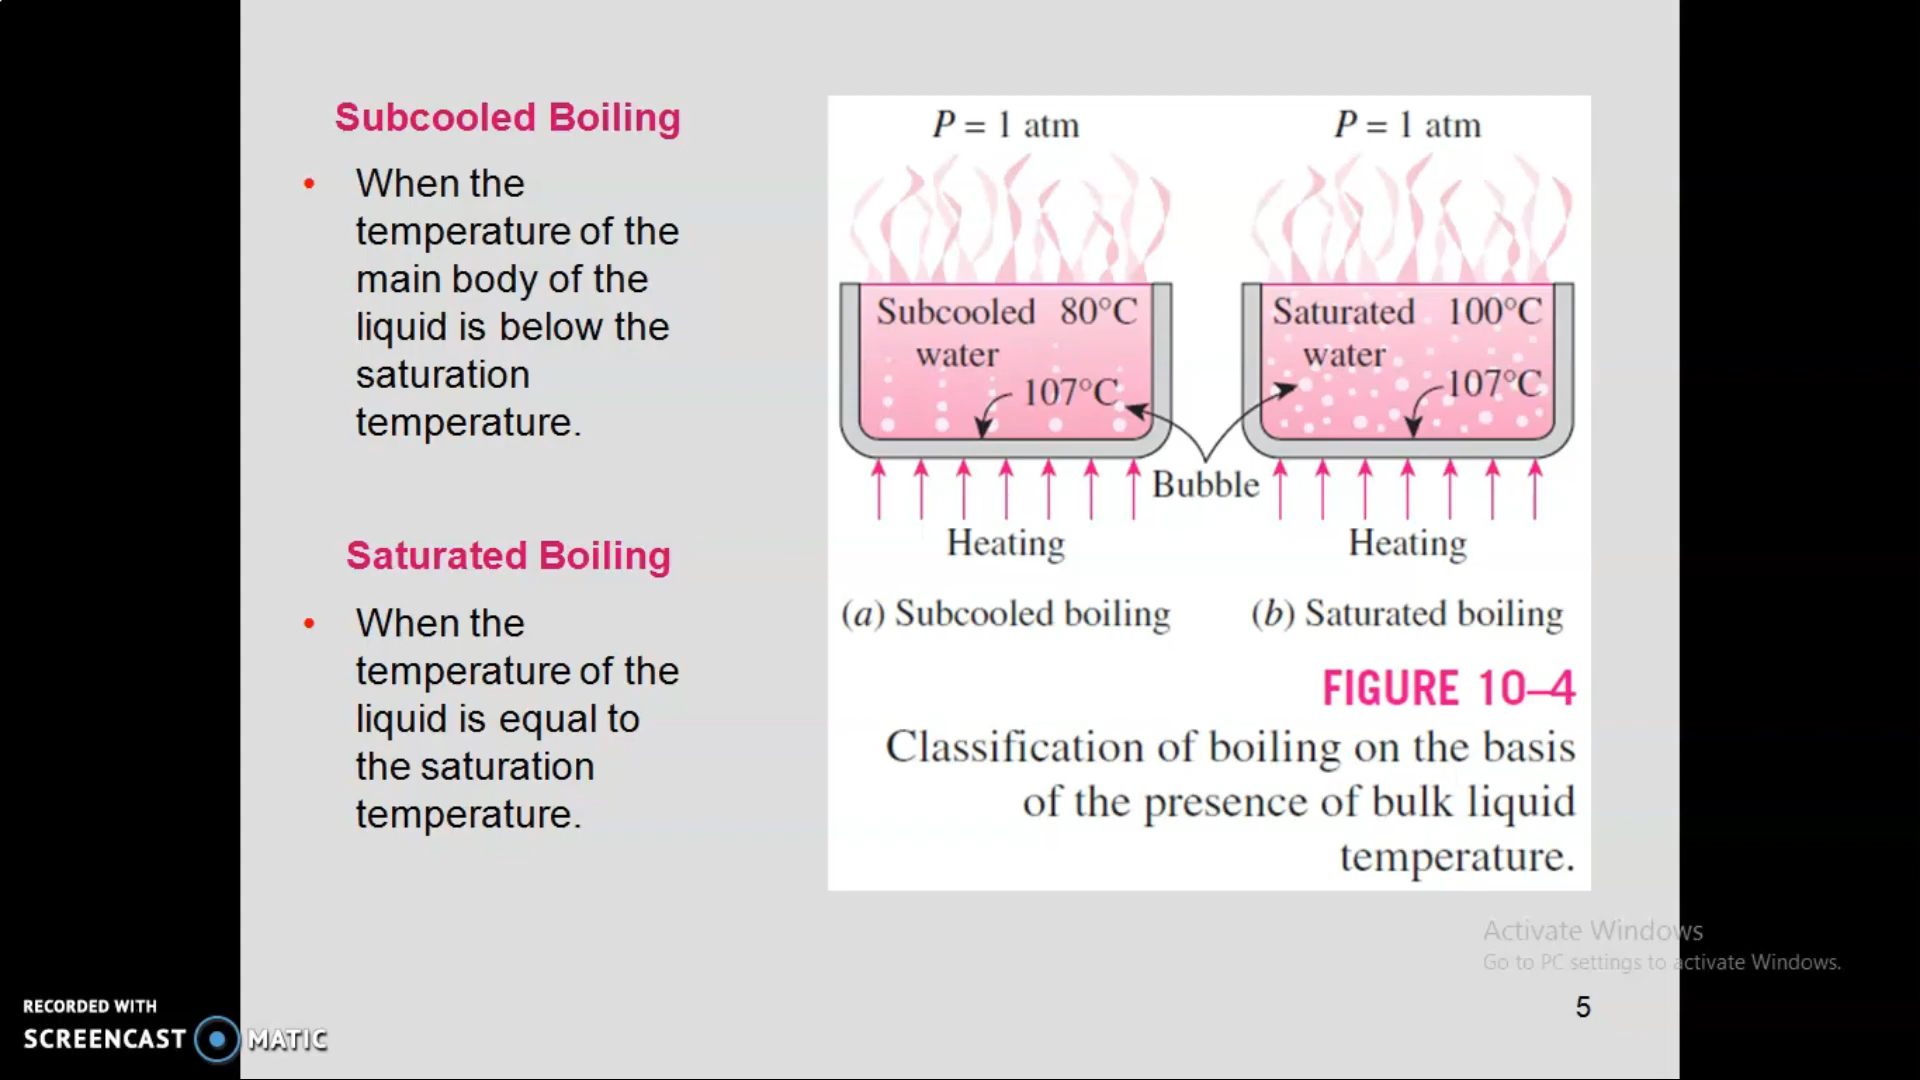 Subcooled Boiling
• When the
temperature of the
main body of the
liquid is below the
saturation
temperature.
Saturated Boiling
• When the
temperature of the
liquid is equal to
the saturation
temperature.
P = 1 atm
P = 1 atm
Subcooled 80°C
water
107°C
Saturated 100°C
water
107°C
Bubble
Heating
Heating
(a) Subcooled boiling
(b) Saturated boiling
FIGURE 10–4
Classification of boiling on the basis
of the presence of bulk liquid
temperature.
Activate Windows
Go to PC settings to activate Windows.
5
RECORDED WITH
SCREENCAST MATIC